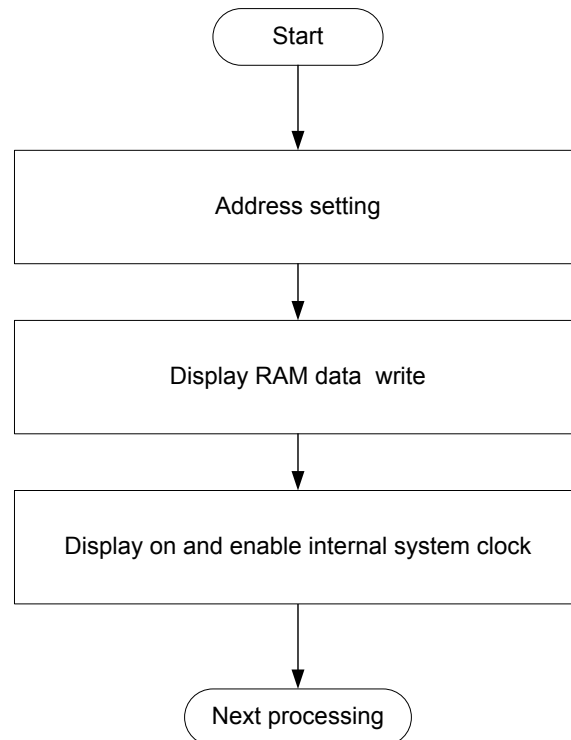 Start
Address setting
Display RAM data  write
Display on and enable internal system clock
Next processing